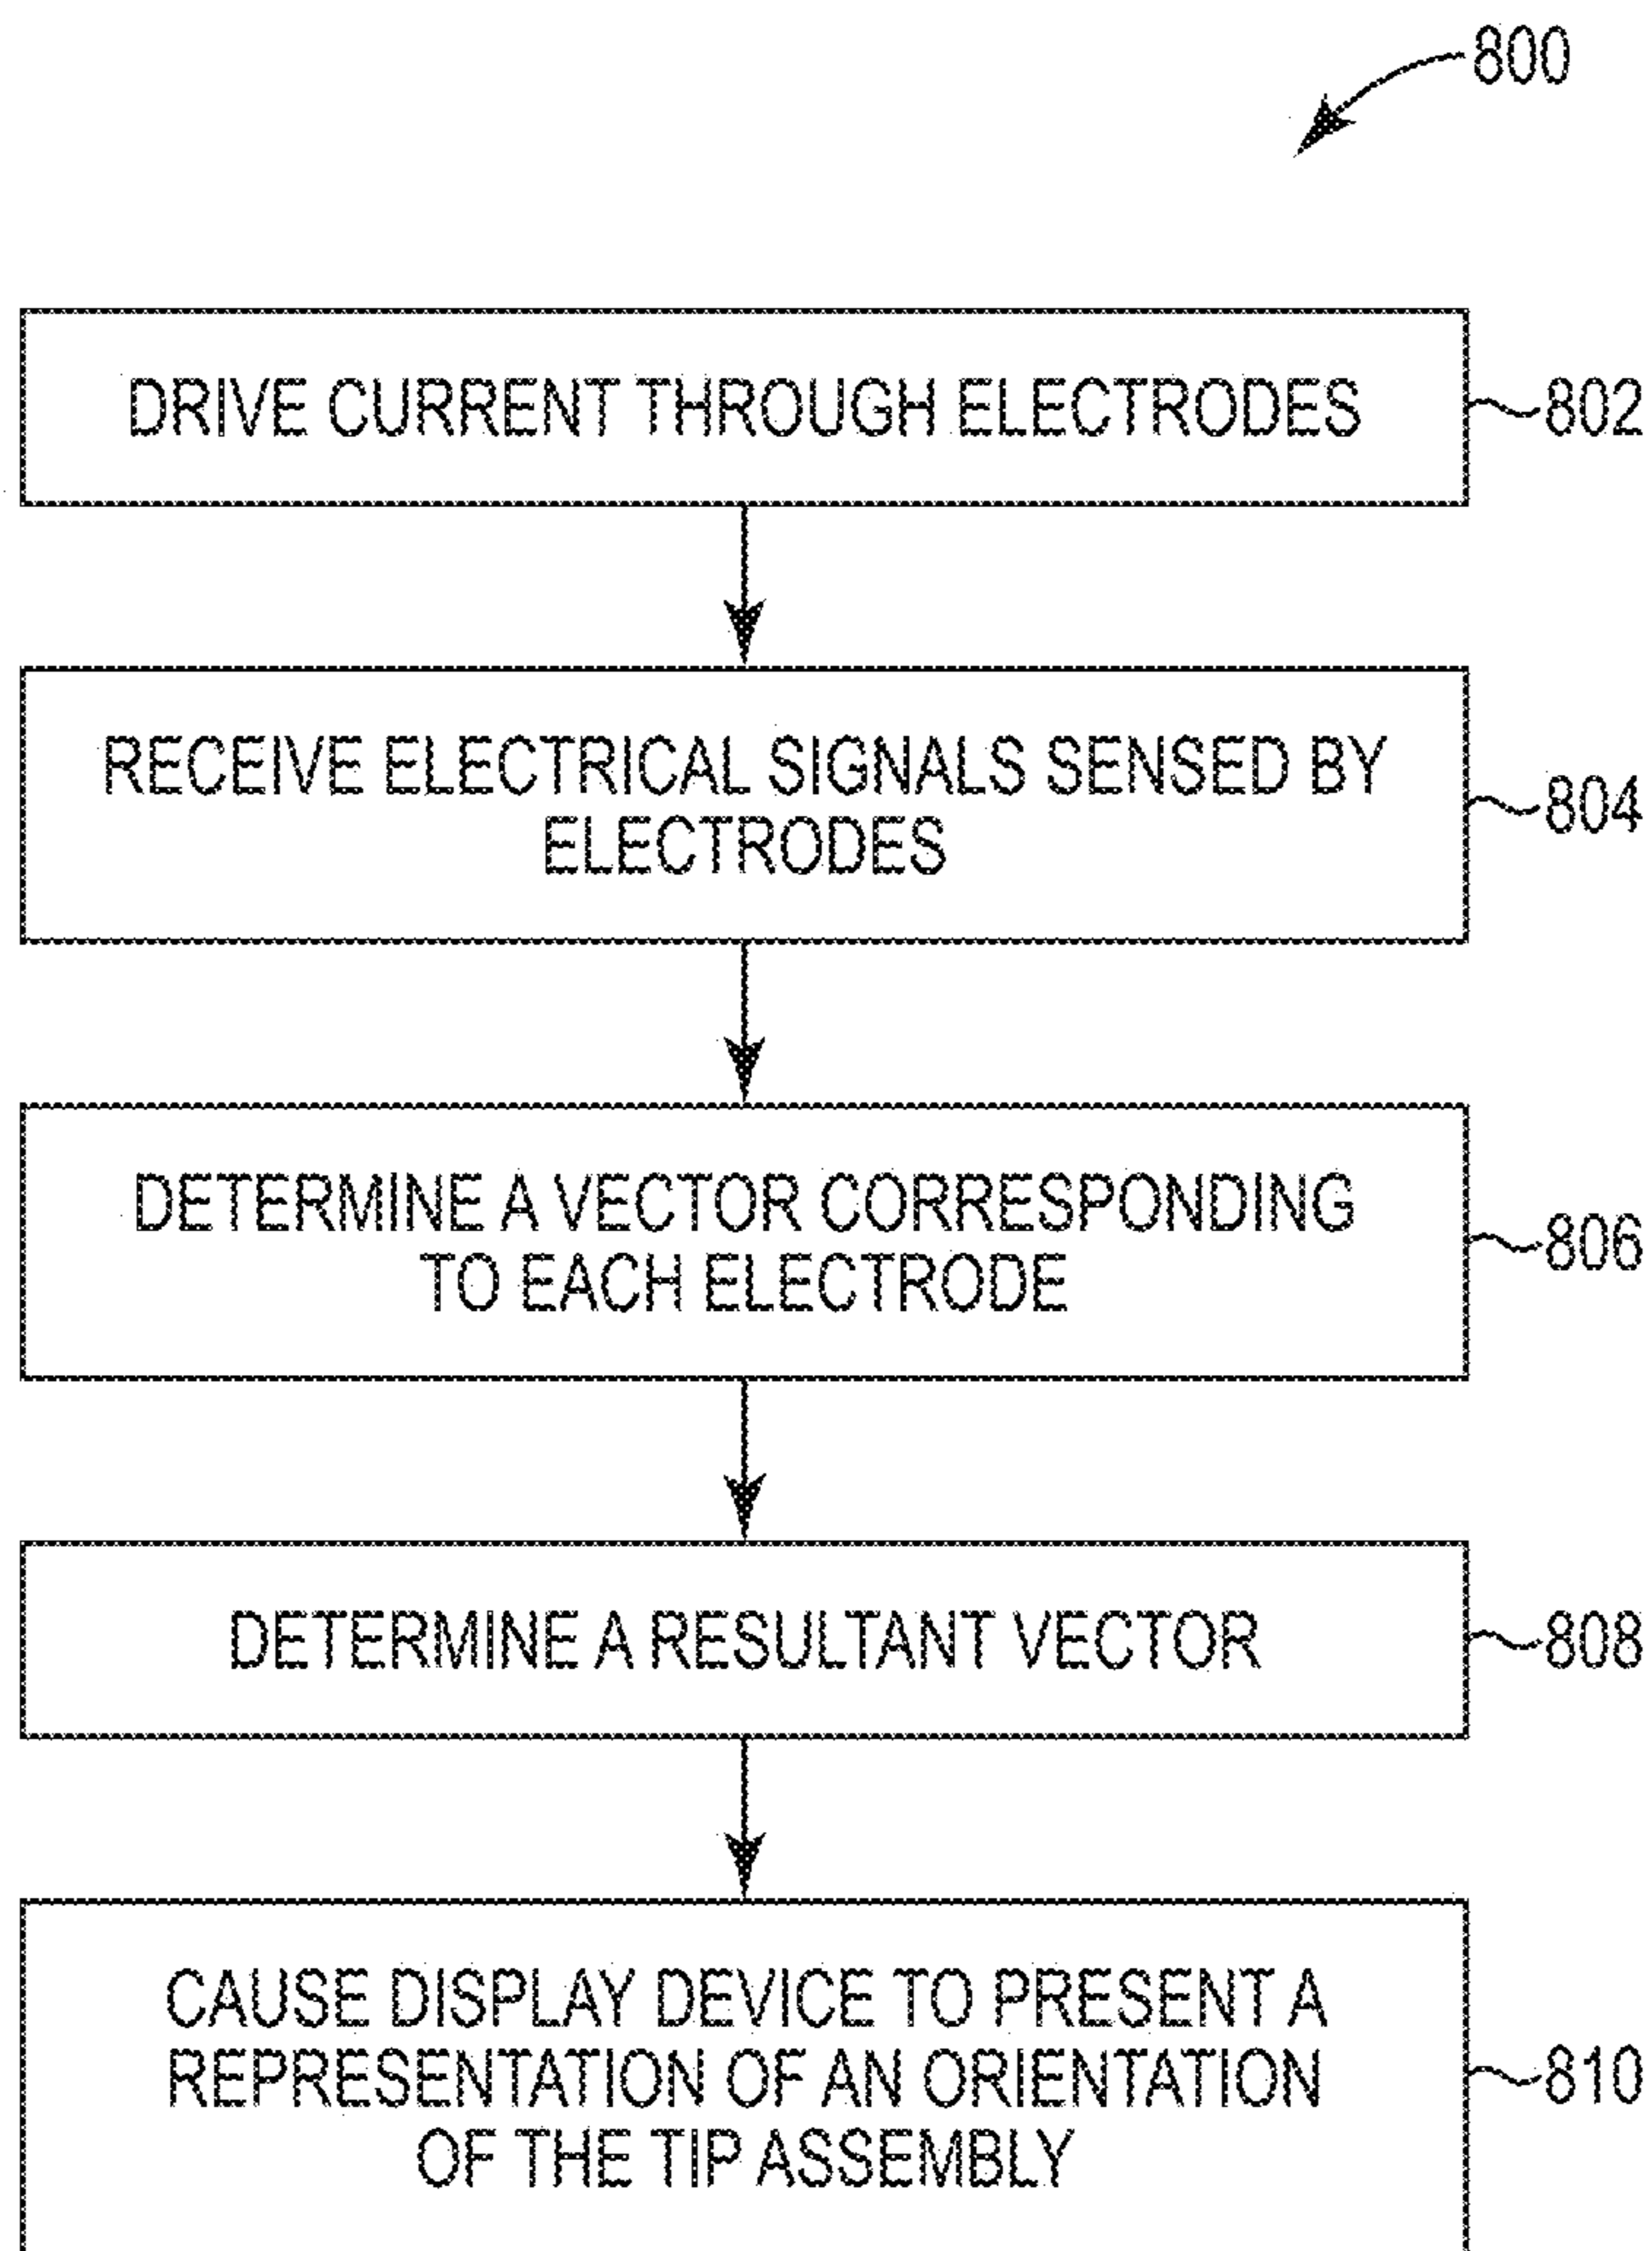 800
DRIVE CURRENT THROUGH ELECTRODES
802
RECEIVE ELECTRICAL SIGNALS SENSED BY
ELECTRODES
804
DETERMINE A VECTOR CORRESPONDING
TO EACH ELECTRODE
806
DETERMINE A RESULTANT VECTOR
808
CAUSE DISPLAY DEVICE TO PRESENT A
REPRESENTATION OF AN ORIENTATION
OF THE TIP ASSEMBLY
810